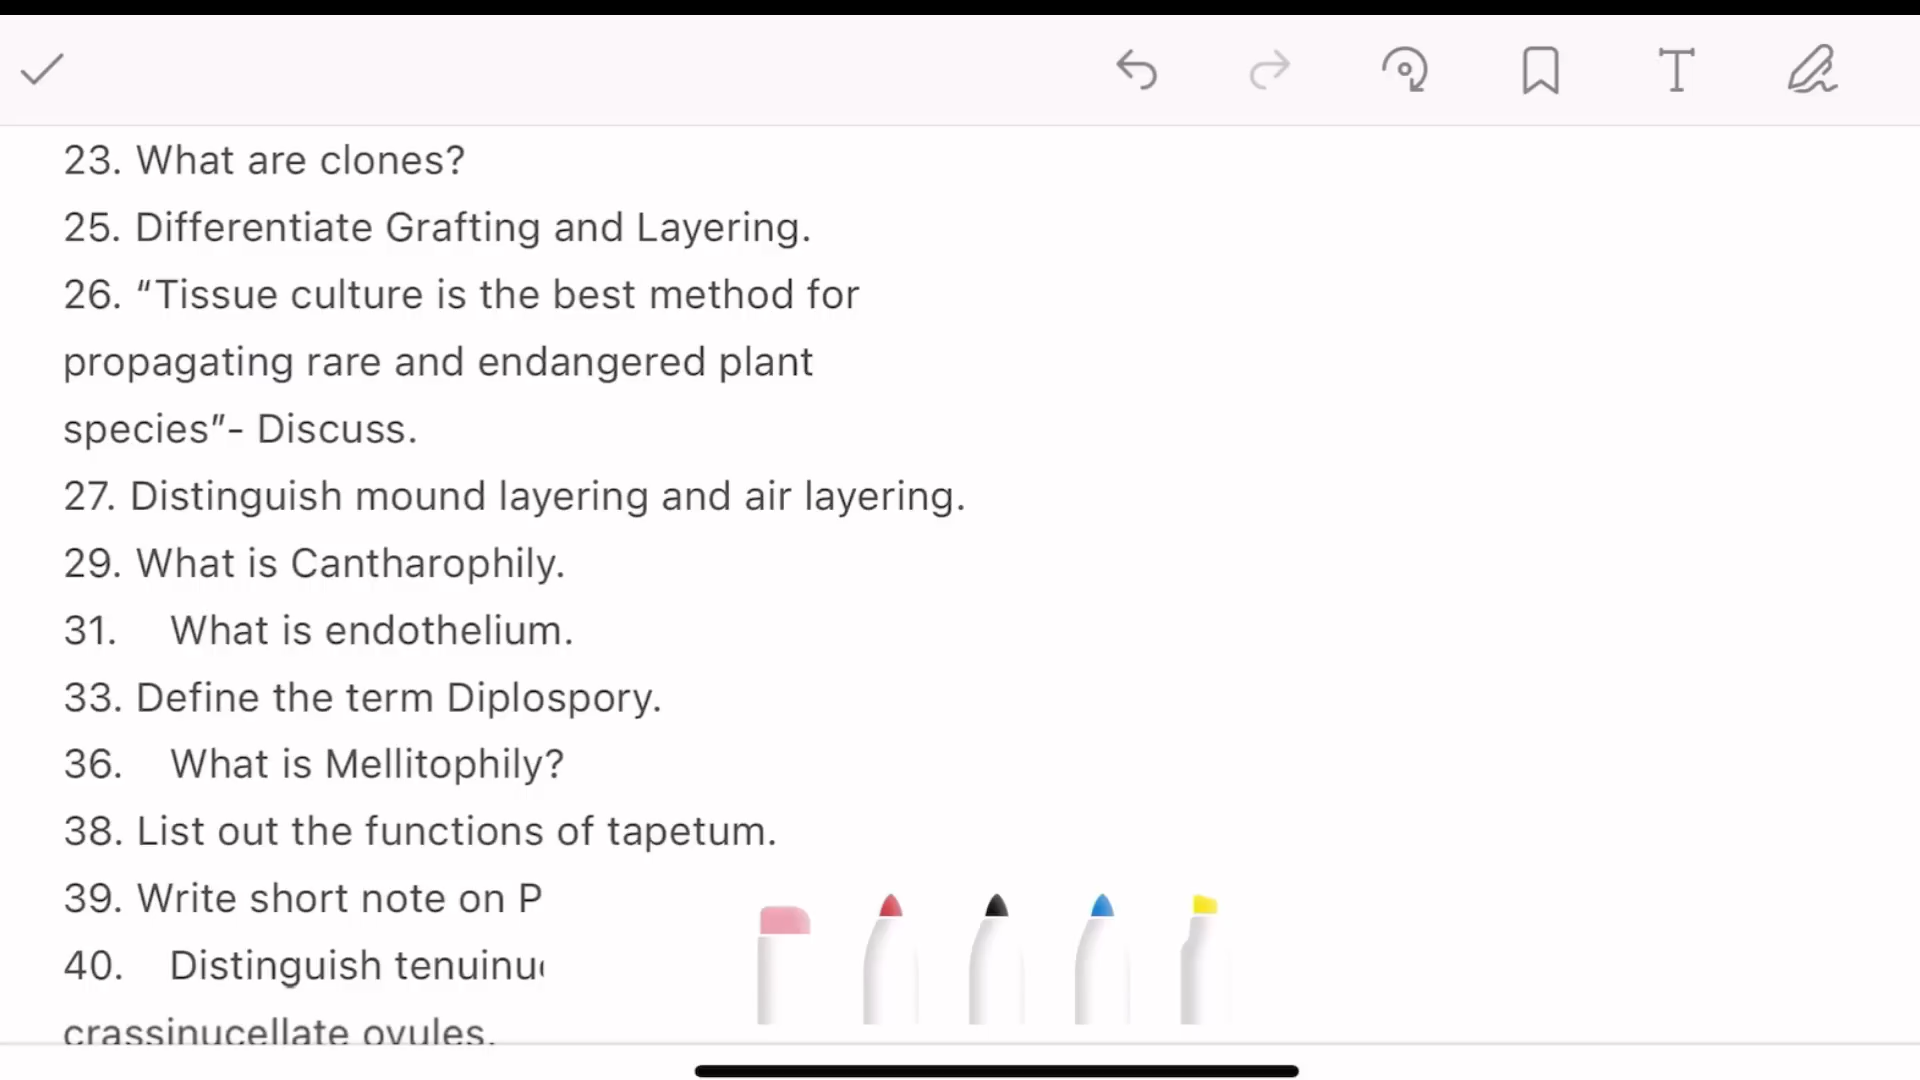 23. What are clones?
25. Differentiate Grafting and Layering.
26. “Tissue culture is the best method for
propagating rare and endangered plant
species”- Discuss.
27. Distinguish mound layering and air layering.
29. What is Cantharophily.
31. What is endothelium.
33. Define the term Diplospory.
36. What is Mellitophily?
38. List out the functions of tapetum.
39. Write short note on
40. Distinguish
crassinucellate ovules.